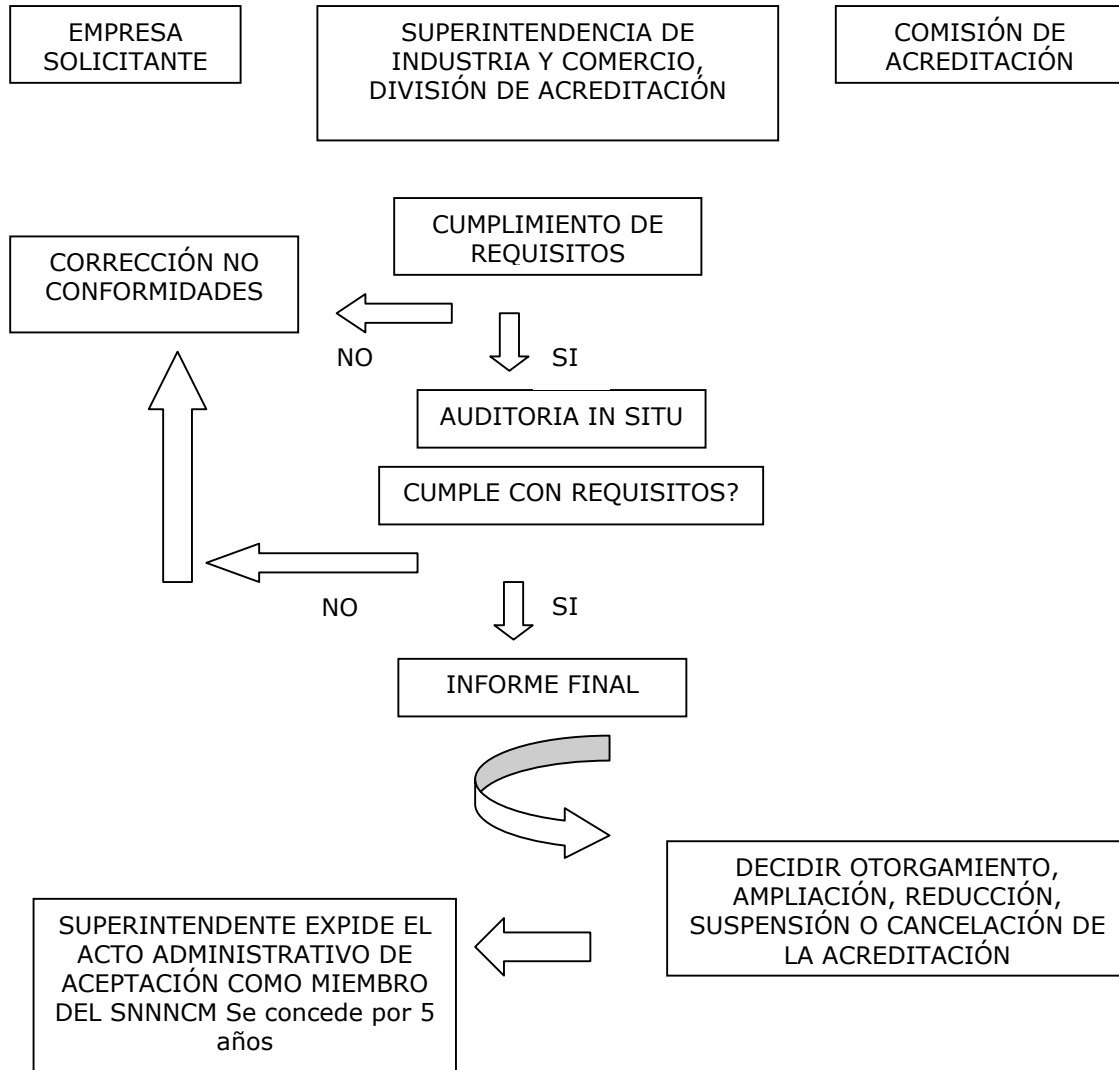 EMPRESA
SOLICITANTE
SUPERINTENDENCIA DE
INDUSTRIA Y COMERCIO,
DIVISIÓN DE ACREDITACIÓN
COMISIÓN DE
ACREDITACIÓN
CUMPLIMIENTO DE
REQUISITOS
CORRECCIÓN NO
CONFORMIDADES
NO
SI
AUDITORIA IN SITU
CUMPLE CON REQUISITOS?
NO
SI
INFORME FINAL
DECIDIR OTORGAMIENTO,
AMPLIACIÓN, REDUCCIÓN,
SUSPENSIÓN O CANCELACIÓN DE
LA ACREDITACIÓN
SUPERINTENDENTE EXPIDE EL
ACTO ADMINISTRATIVO DE
ACEPTACIÓN COMO MIEMBRO
DEL SNNNCM Se concede por 5
años